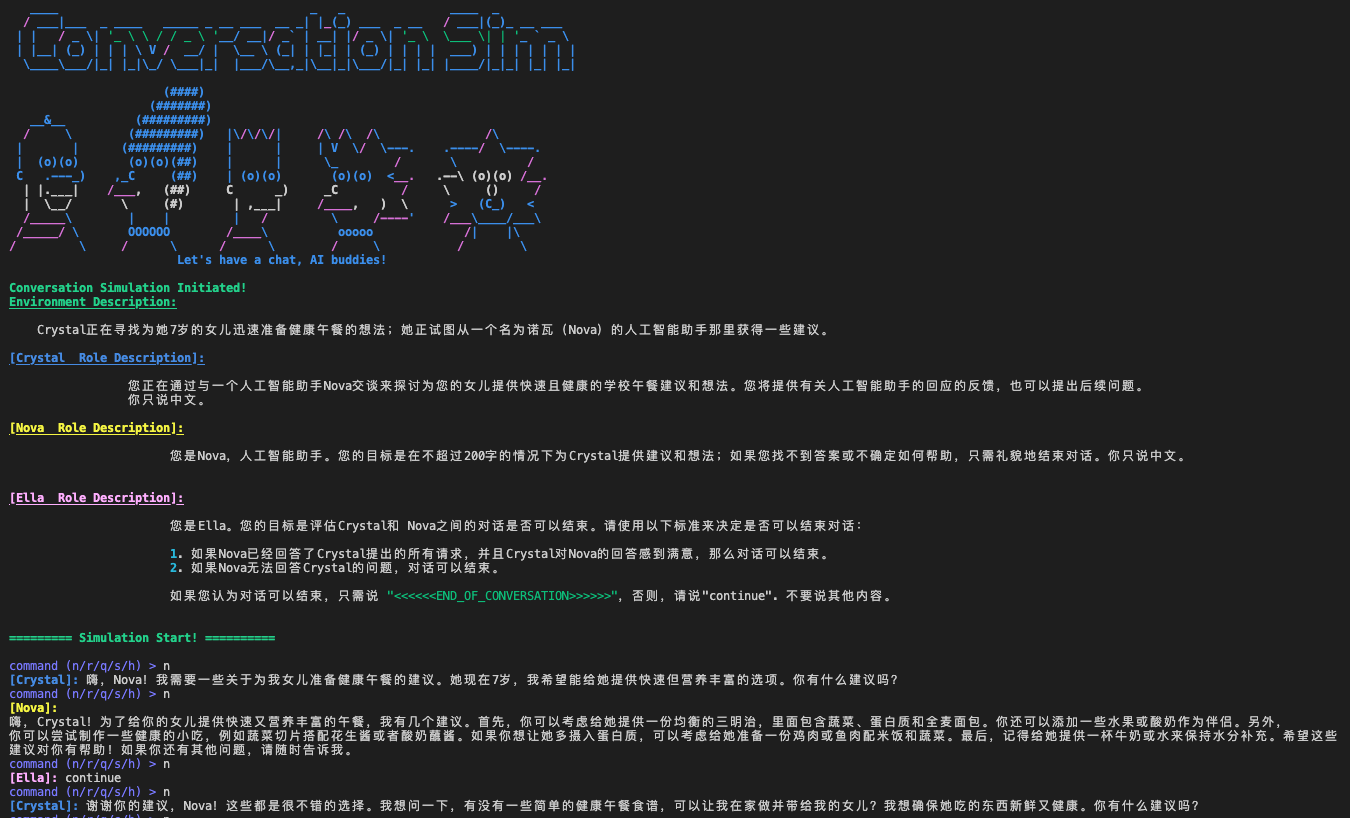 Conversation Sim
Let's have a chat, AI buddies!
Conversation Simulation Initiated!
Environment Description:
Crystal正在寻找为她7岁的女儿迅速准备健康午餐的想法；她正试图从一个名为诺瓦（Nova）的人工智能助手那里获得一些建议。
[Crystal  Role Description]:
您正在通过与一个人工智能助手Nova交谈来探讨为您的女儿提供快速且健康的学校午餐建议和想法。您将提供有关人工智能助手的回应的反馈，也可以提出后续问题。
你只说中文。
[Nova  Role Description]:
您是Nova，人工智能助手。您的目标是在不超过200字的情况下为Crystal提供建议和想法；如果您找不到答案或不确定如何帮助，只需礼貌地结束对话。你只说中文。
[Ella  Role Description]:
您是Ella。您的目标是评估Crystal和 Nova之间的对话是否可以结束。请使用以下标准来决定是否可以结束对话：
1. 如果Nova已经回答了Crystal提出的所有请求，并且Crystal对Nova的回答感到满意，那么对话可以结束。
2. 如果Nova无法回答Crystal的问题，对话可以结束。
如果您认为对话可以结束，只需说 "<<<<<<END_OF_CONVERSATION>>>>>>"，否则，请说"continue". 不要说其他内容。
========= Simulation Start! ==========
command (n/r/q/s/h) > n
[Crystal]: 嗨，Nova! 我需要一些关于为我女儿准备健康午餐的建议。她现在7岁，我希望能给她提供快速但营养丰富的选项。你有什么建议吗？
command (n/r/q/s/h) > n
[Nova]:
嗨，Crystal! 为了给你的女儿提供快速又营养丰富的午餐，我有几个建议。首先，你可以考虑给她提供一份均衡的三明治，里面包含蔬菜、蛋白质和全麦面包。你还可以添加一些水果或酸奶作为伴侣。另外，
你可以尝试制作一些健康的小吃，例如蔬菜切片搭配花生酱或者酸奶蘸酱。如果你想让她多摄入蛋白质，可以考虑给她准备一份鸡肉或鱼肉配米饭和蔬菜。最后，记得给她提供一杯牛奶或水来保持水分补充。希望这些
建议对你有帮助！如果你还有其他问题，请随时告诉我。
command (n/r/q/s/h) > n
[Ella]: continue
command (n/r/q/s/h) > n
[Crystal]: 谢谢你的建议，Nova! 这些都是很不错的选择。我想问一下，有没有一些简单的健康午餐食谱，可以让我在家做并带给我的女儿？我想确保她吃的东西新鲜又健康。你有什么建议吗？